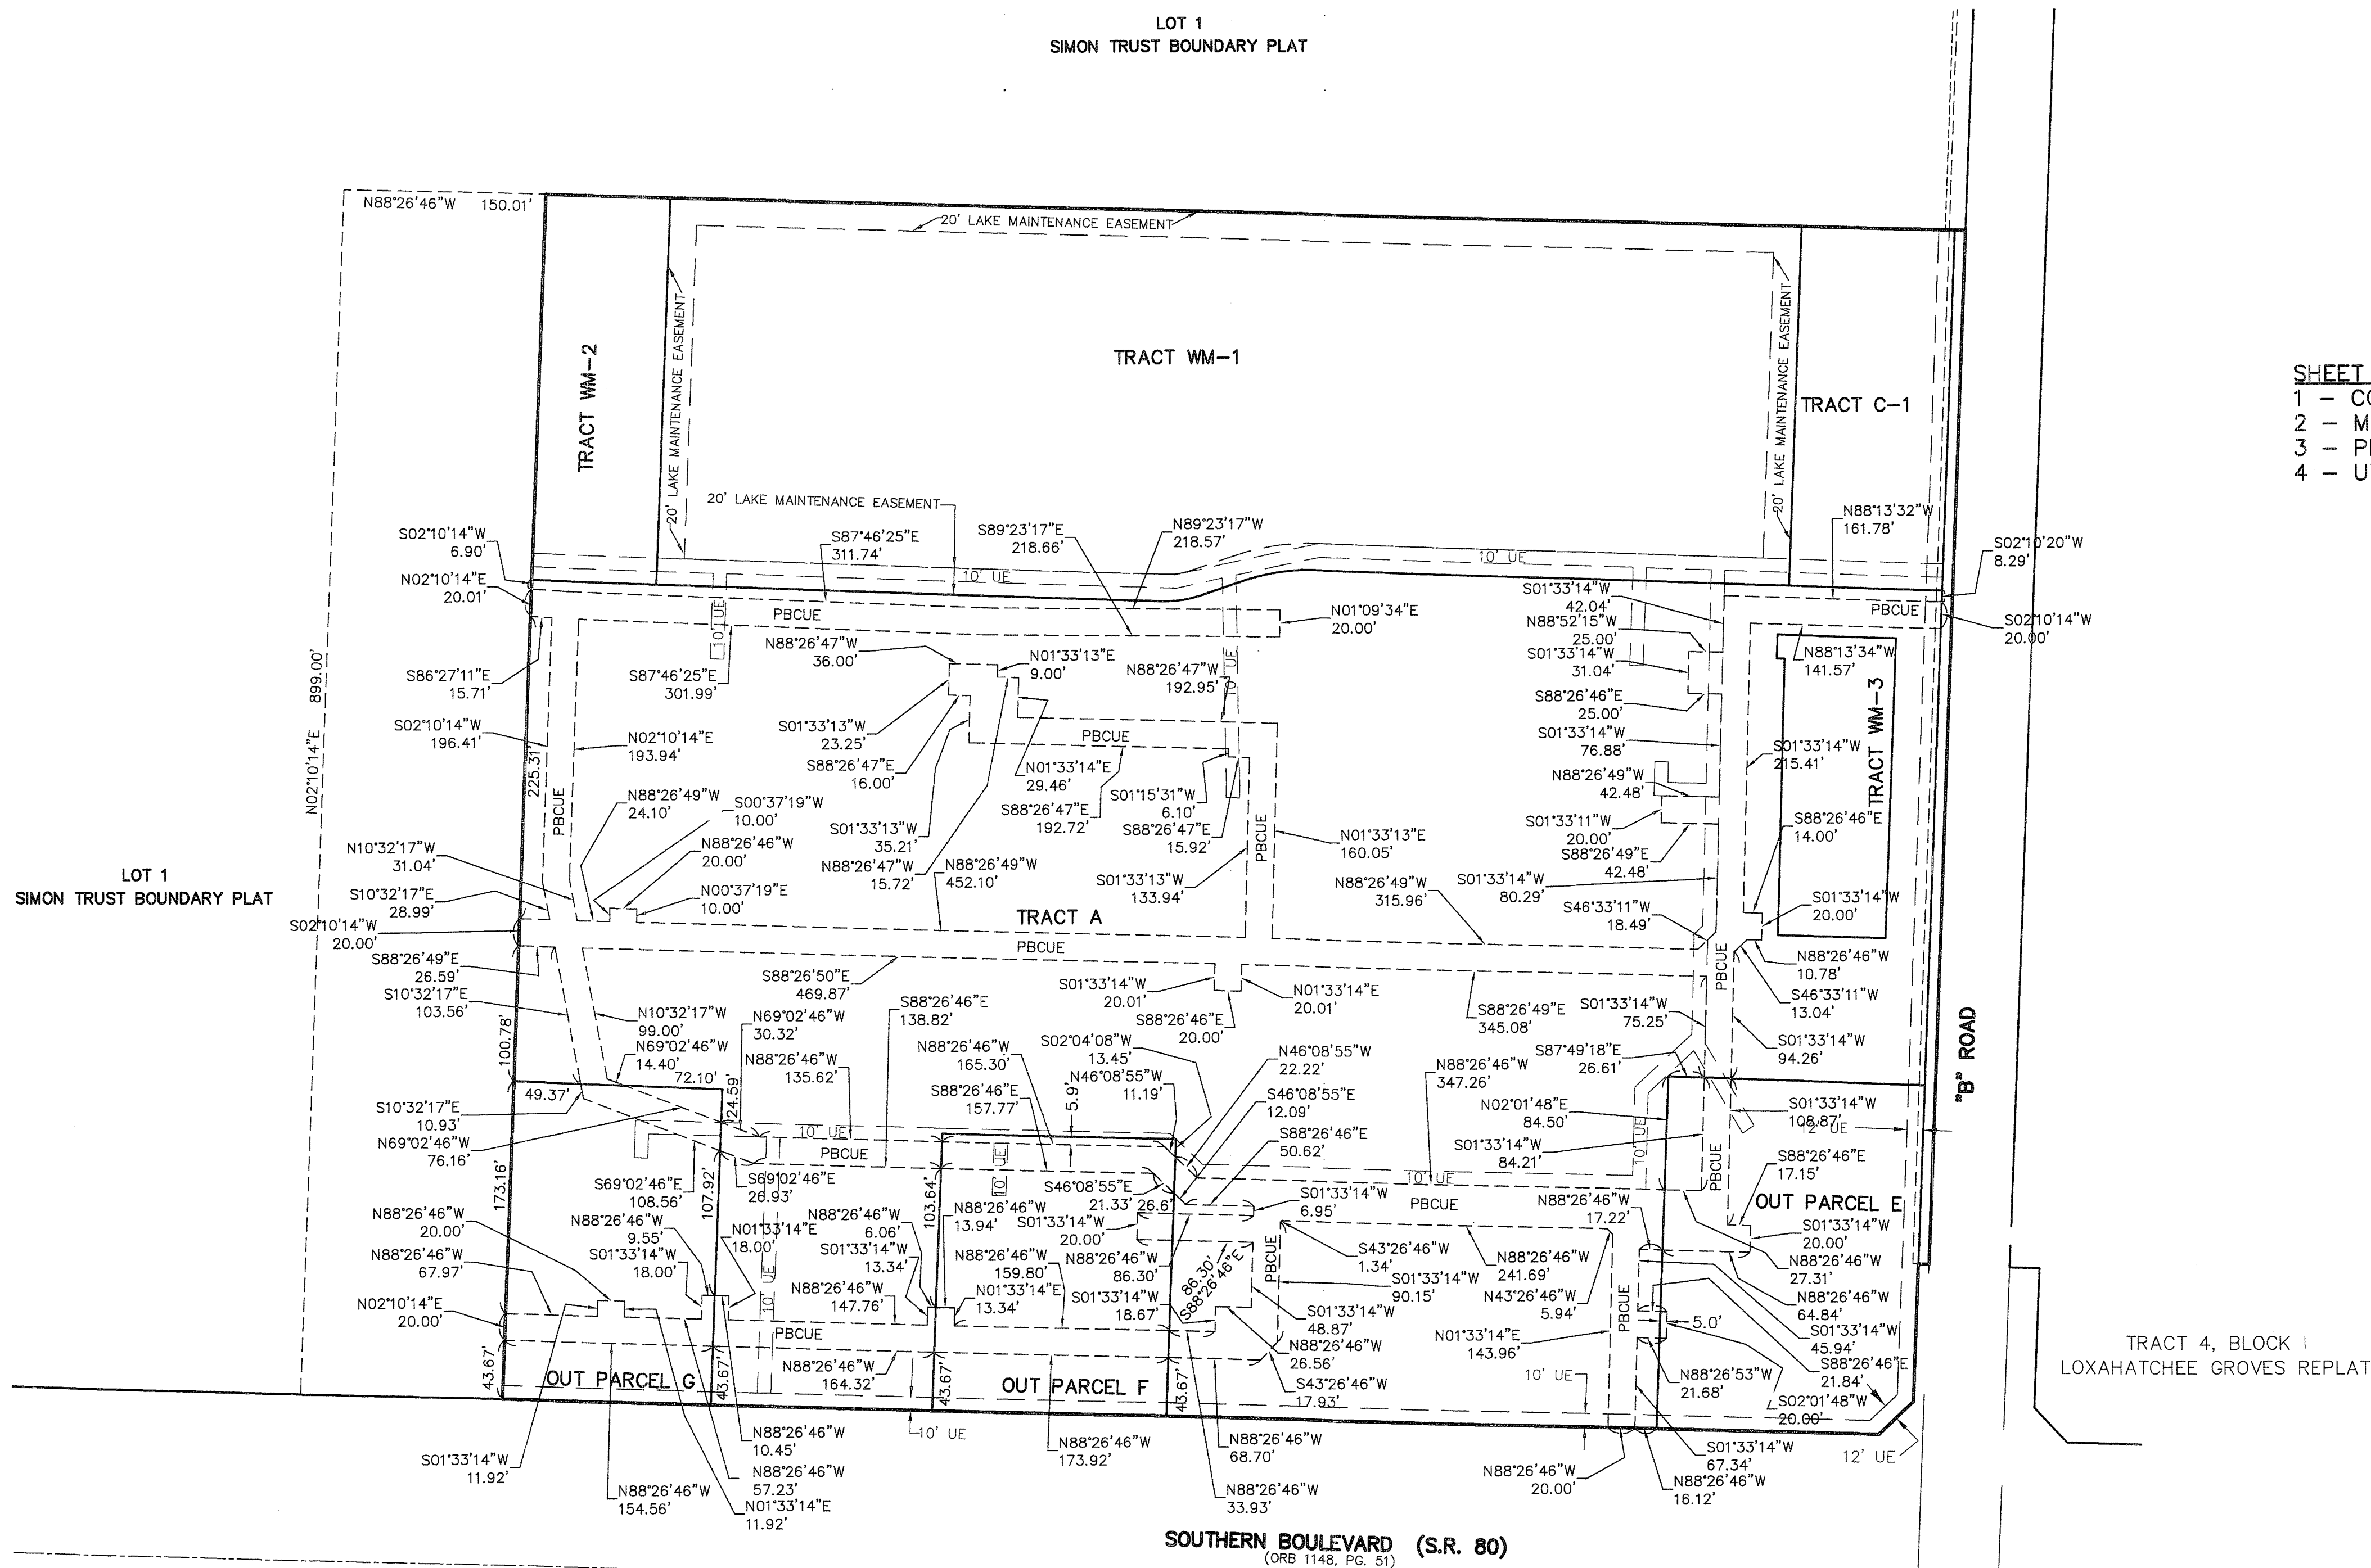 LOT 1
SIMON TRUST BOUNDARY PLAT
N88°26'46"W 150.01'
20' LAKE MAINTENANCE EASEMENT
TRACT WM-2
20' LAKE MAINTENANCE EASEMENT
TRACT WM-1
20' LAKE MAINTENANCE EASEMENT
TRACT C-1
SHEET
1 - CO
2 - M
3 - P
4 - U
20' LAKE MAINTENANCE EASEMENT
S02°10'14"W
6.90'
N02°10'14"E
20.01'
S87°46'25"E
311.74'
S89°23'17"E
218.66'
N89°23'17"W
218.57'
10' UE
10' UE
N88°13'32"W
161.78'
S02°10'20"W
8.29'
S02°10'14"W
20.00'
PBCUE
PBCUE
10' UE
N01°09'34"E
20.00'
S01°33'14"W
42.04'
N88°52'15"W
25.00'
S01°33'14"W
31.04'
S88°26'46"E
25.00'
S01°33'14"W
76.88'
N88°13'34"W
141.57'
TRACT WM-3
S86°27'11"E
15.71'
S87°46'25"E
301.99'
N88°26'47"W
36.00'
N01°33'13"E
9.00'
N88°26'47"W
192.95'
10' UE
N02°10'14"E 899.00'
S02°10'14"W
196.41'
225.31'
N02°10'14"E
193.94'
PBCUE
S01°33'13"W
23.25'
S88°26'47"E
16.00'
PBCUE
N01°33'14"E
29.46'
S88°26'47"E
192.72'
S01°15'31"W
6.10'
S88°26'47"E
15.92'
S01°33'14"W
215.41'
N88°26'49"W
42.48'
S01°33'11"W
20.00'
S88°26'49"E
42.48'
S88°26'46"E
14.00'
N88°26'49"W
24.10'
S00°37'19"W
10.00'
N88°26'46"W
20.00'
N00°37'19"E
10.00'
S01°33'13"W
35.21'
N88°26'47"W
15.72'
N88°26'49"W
452.10'
PBCUE
N01°33'13"E
160.05'
S01°33'13"W
133.94'
N88°26'49"W
315.96'
S01°33'14"W
80.29'
S46°33'11"W
18.49'
S01°33'14"W
20.00'
N10°32'17"W
31.04'
S10°32'17"E
28.99'
LOT 1
SIMON TRUST BOUNDARY PLAT
S02°10'14"W
20.00'
S88°26'49"E
26.59'
S10°32'17"E
103.56'
TRACT A
PBCUE
PBCUE
N88°26'46"W
10.78'
S46°33'11"W
13.04'
S88°26'50"E
469.87'
S01°33'14"W
20.01'
S88°26'46"E
20.00'
N01°33'14"E
20.01'
S88°26'49"E
345.08'
S01°33'14"W
75.25'
S01°33'14"W
94.26'
"B" ROAD
100.78'
N10°32'17"W
99.00'
N69°02'46"W
14.40'
72.10'
N69°02'46"W
30.32'
S88°26'46"E
138.82'
N88°26'46"W
135.62'
N88°26'46"W
165.30'
S88°26'46"E
157.77'
S02°04'08"W
13.45'
N46°08'55"W
11.19'
5.9'
N46°08'55"W
22.22'
S46°08'55"E
12.09'
S88°26'46"E
50.62'
N88°26'46"W
347.26'
S87°49'18"E
26.61'
N02°01'48"E
84.50'
S01°33'14"W
84.21'
S01°33'14"W
108.87'
12' UE
S88°26'46"E
17.15'
49.37'
124.59'
S10°32'17"E
10.93'
N69°02'46"W
76.16'
10' UE
PBCUE
10' UE
10' UE
PBCUE
10' UE
PBCUE
OUT PARCEL E
173.16'
S69°02'46"E
108.56'
107.92'
S69°02'46"E
26.93'
103.64'
S46°08'55"E
21.33'
26.6'
S01°33'14"W
6.95'
N88°26'46"W
17.22'
S01°33'14"W
20.00'
N88°26'46"W
27.31'
N88°26'46"W
64.84'
S01°33'14"W
45.94'
S88°26'46"E
21.84'
S02°01'48"W
20.00'
N88°26'46"W
20.00'
N88°26'46"W
67.97'
N02°10'14"E
20.00'
N88°26'46"W
9.55'
S01°33'14"W
18.00'
N01°33'14"E
18.00'
10' UE
N88°26'46"W
6.06'
S01°33'14"W
13.34'
N88°26'46"W
147.76'
N88°26'46"W
13.94'
N88°26'46"W
159.80'
N01°33'14"E
13.34'
S01°33'14"W
20.00'
N88°26'46"W
86.30'
S01°33'14"W
18.67'
86.30'
S88°26'46"E
PBCUE
S43°26'46"W
1.34'
S01°33'14"W
90.15'
S01°33'14"W
48.87'
N88°26'46"W
26.56'
S43°26'46"W
17.93'
N88°26'46"W
241.69'
N43°26'46"W
5.94'
N01°33'14"E
143.96'
PBCUE
5.0'
N88°26'53"W
21.68'
10' UE
TRACT 4, BLOCK I
LOXAHATCHEE GROVES REPLAT
43.67'
OUT PARCEL G
43.67'
PBCUE
N88°26'46"W
164.32'
43.67'
OUT PARCEL F
43.67'
S01°33'14"W
11.92'
N88°26'46"W
154.56'
N88°26'46"W
10.45'
N88°26'46"W
57.23'
N01°33'14"E
11.92'
10' UE
N88°26'46"W
173.92'
N88°26'46"W
68.70'
N88°26'46"W
33.93'
N88°26'46"W
20.00'
S01°33'14"W
67.34'
N88°26'46"W
16.12'
12' UE
SOUTHERN BOULEVARD (S.R. 80)
(ORB 1148, PG. 51)